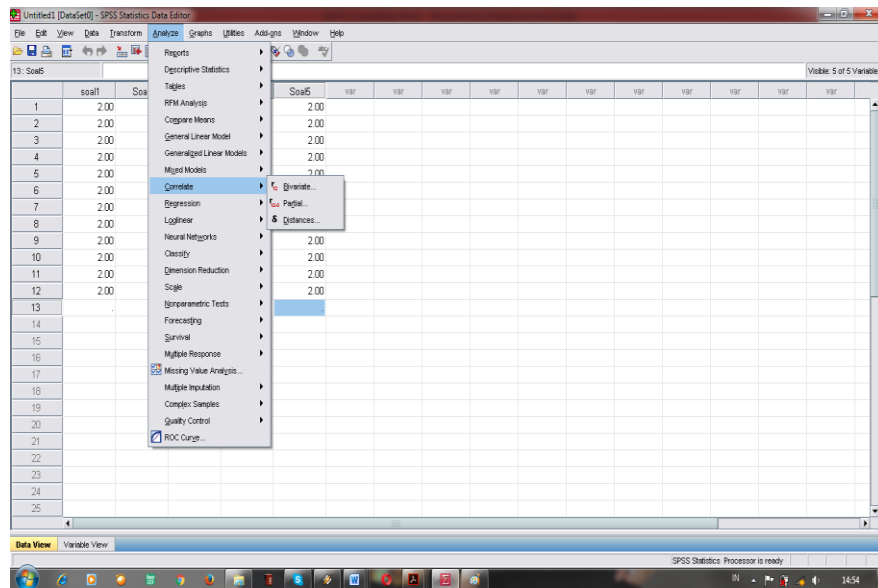 Untitled1 [DataSet0] - SPSS Statistics Data Editor
File Edit View Data Transform Analyze Graphs Utilities Add-ons Window Help
13 : Soal5
Visible: 5 of 5 Variable
soal1 Soa Soal5 var var var var var var var var var var var
1 2.00 2.00
2 2.00 2.00
3 2.00 2.00
4 2.00 2.00
5 2.00 2.00
6 2.00
7 2.00
8 2.00
9 2.00 2.00
10 2.00 2.00
11 2.00 2.00
12 2.00 2.00
13 . .
14
15
16
17
18
19
20
21
22
23
24
25
Reports
Descriptive Statistics
Tables
RFM Analysis
Compare Means
General Linear Model
Generalized Linear Models
Mixed Models
Correlate
Regression
Loglinear
Neural Networks
Classify
Dimension Reduction
Scale
Nonparametric Tests
Forecasting
Survival
Multiple Response
Missing Value Analysis...
Multiple Imputation
Complex Samples
Quality Control
ROC Curve...
Bivariate...
Partial...
Distances...
Data View Variable View
SPSS Statistics Processor is ready
IN 14:54